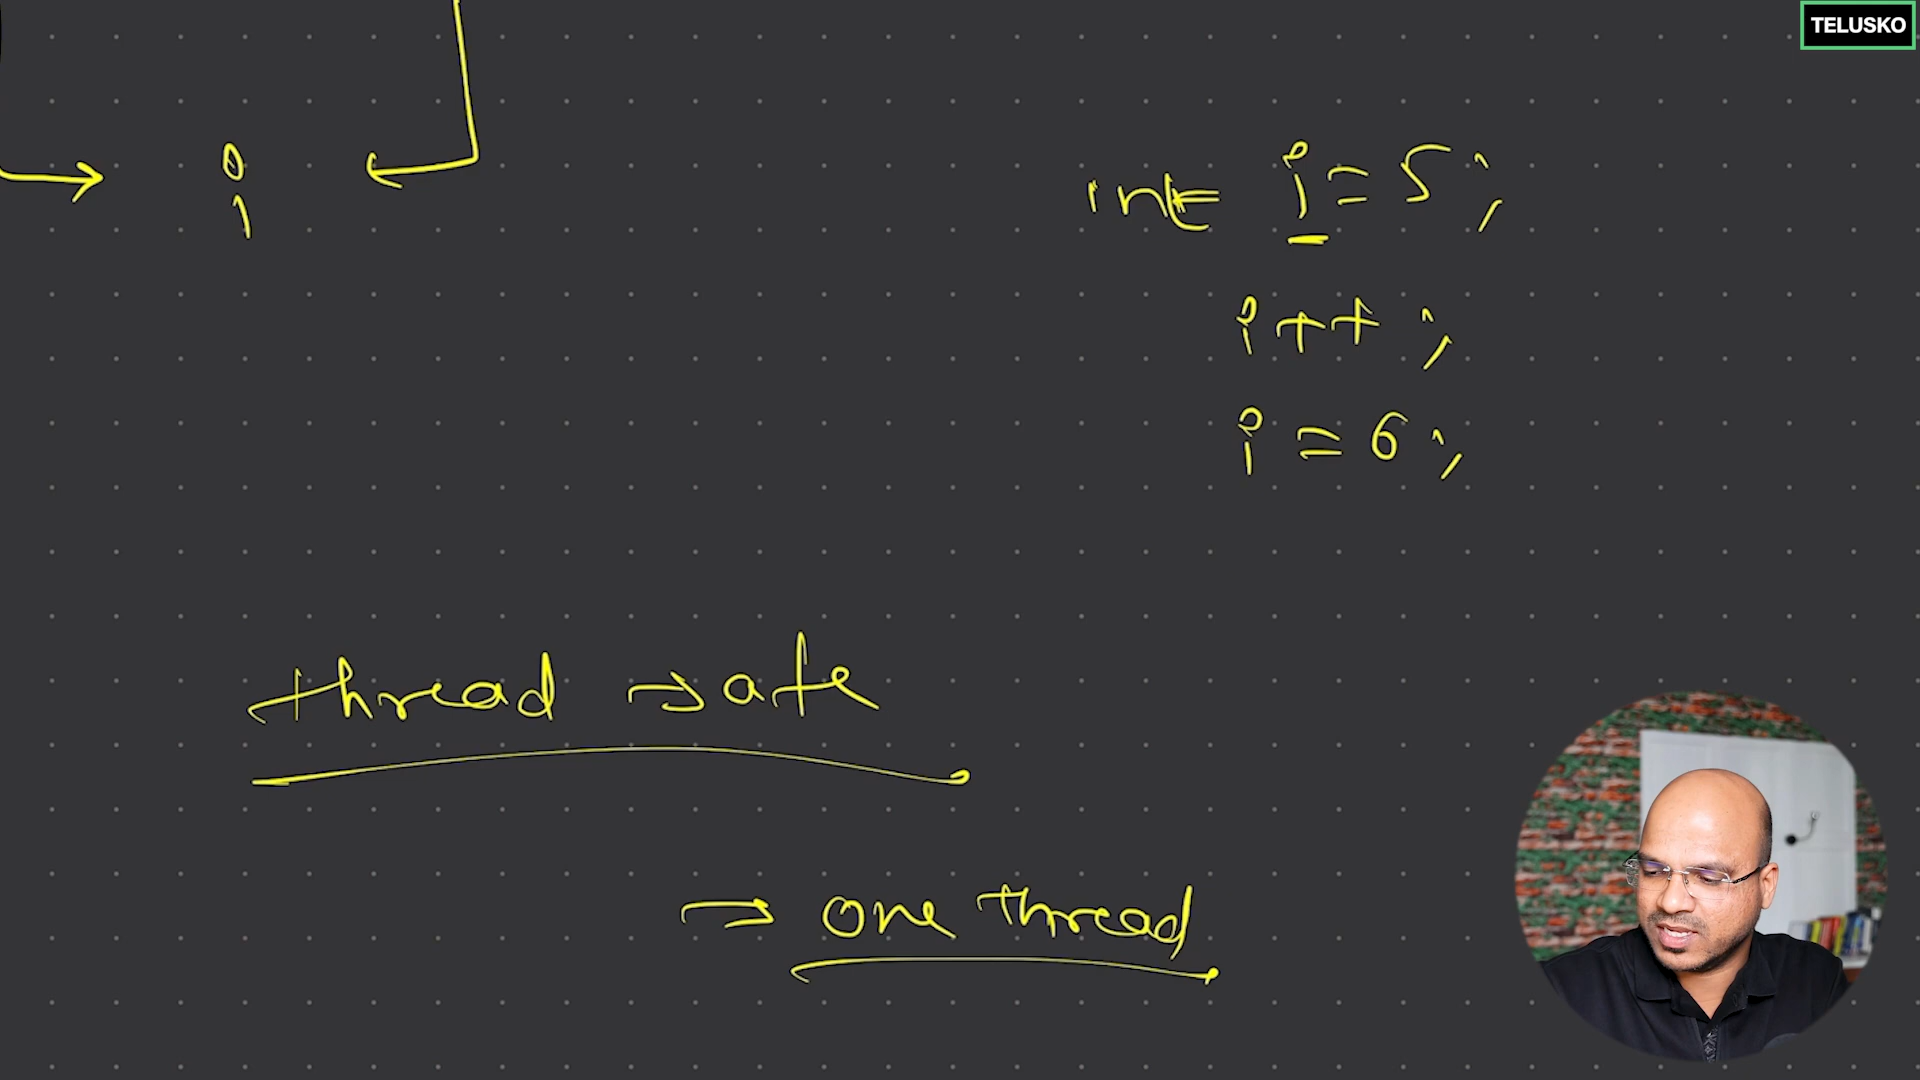 TELUSKO
i
int i = 5;
i++;
i = 6;
thread safe
→ one thread